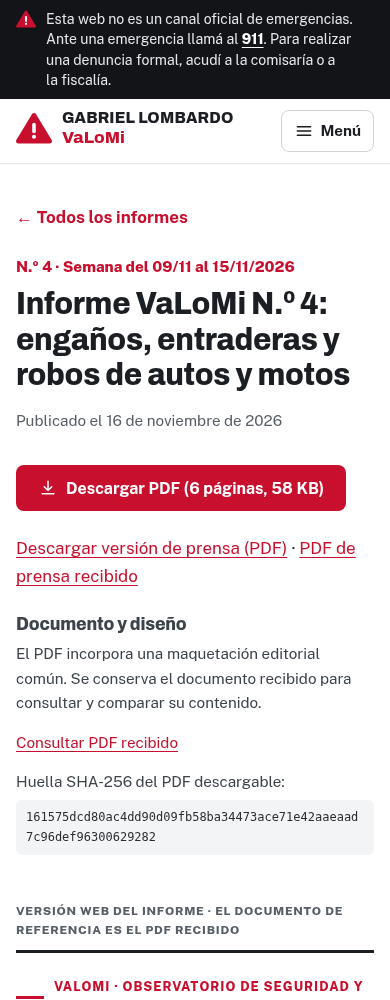 Esta web no es un canal oficial de emergencias.
Ante una emergencia llamá al 911. Para realizar
una denuncia formal, acudí a la comisaría o a
la fiscalía.
GABRIEL LOMBARDO
VaLoMi
Menú
← Todos los informes
N.º 4 · Semana del 09/11 al 15/11/2026
Informe VaLoMi N.º 4:
engaños, entraderas y
robos de autos y motos
Publicado el 16 de noviembre de 2026
Descargar PDF (6 páginas, 58 KB)
Descargar versión de prensa (PDF) · PDF de
prensa recibido
Documento y diseño
El PDF incorpora una maquetación editorial
común. Se conserva el documento recibido para
consultar y comparar su contenido.
Consultar PDF recibido
Huella SHA-256 del PDF descargable:
161575dcd80ac4dd90d09fb58ba34473ace71e42aaeaad
7c96def96300629282
VERSIÓN WEB DEL INFORME · EL DOCUMENTO DE
REFERENCIA ES EL PDF RECIBIDO
VALOMI · OBSERVATORIO DE SEGURIDAD Y